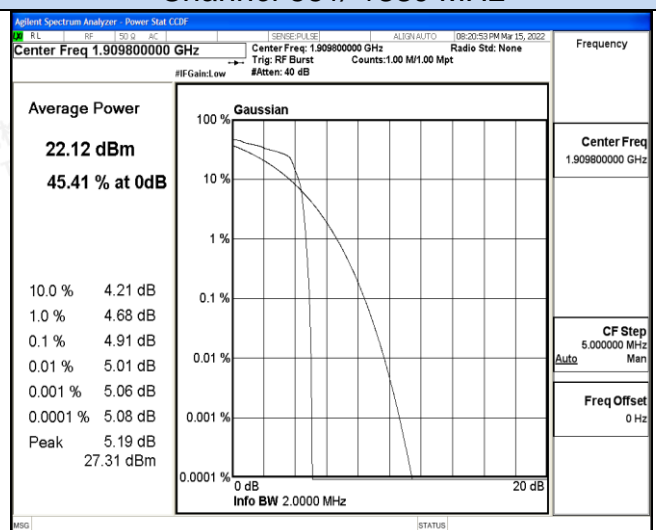 Agilent Spectrum Analyzer - Power Stat CCDF
RL RF 50 Ω AC SENSE:PULSE ALIGN AUTO 08:20:53 PM Mar 15, 2022
Center Freq 1.909800000 GHz
Center Freq: 1.909800000 GHz Radio Std: None
Trig: RF Burst Counts:1.00 M/1.00 Mpt
#IFGain:Low #Atten: 40 dB
Frequency
Average Power
22.12 dBm
45.41 % at 0dB
10.0 % 4.21 dB
1.0 % 4.68 dB
0.1 % 4.91 dB
0.01 % 5.01 dB
0.001 % 5.06 dB
0.0001 % 5.08 dB
Peak 5.19 dB
27.31 dBm
Gaussian
100 %
10 %
1 %
0.1 %
0.01 %
0.001 %
0.0001 %
0 dB 20 dB
Info BW 2.0000 MHz
Center Freq
1.909800000 GHz
CF Step
5.000000 MHz
Auto Man
Freq Offset
0 Hz
MSG STATUS